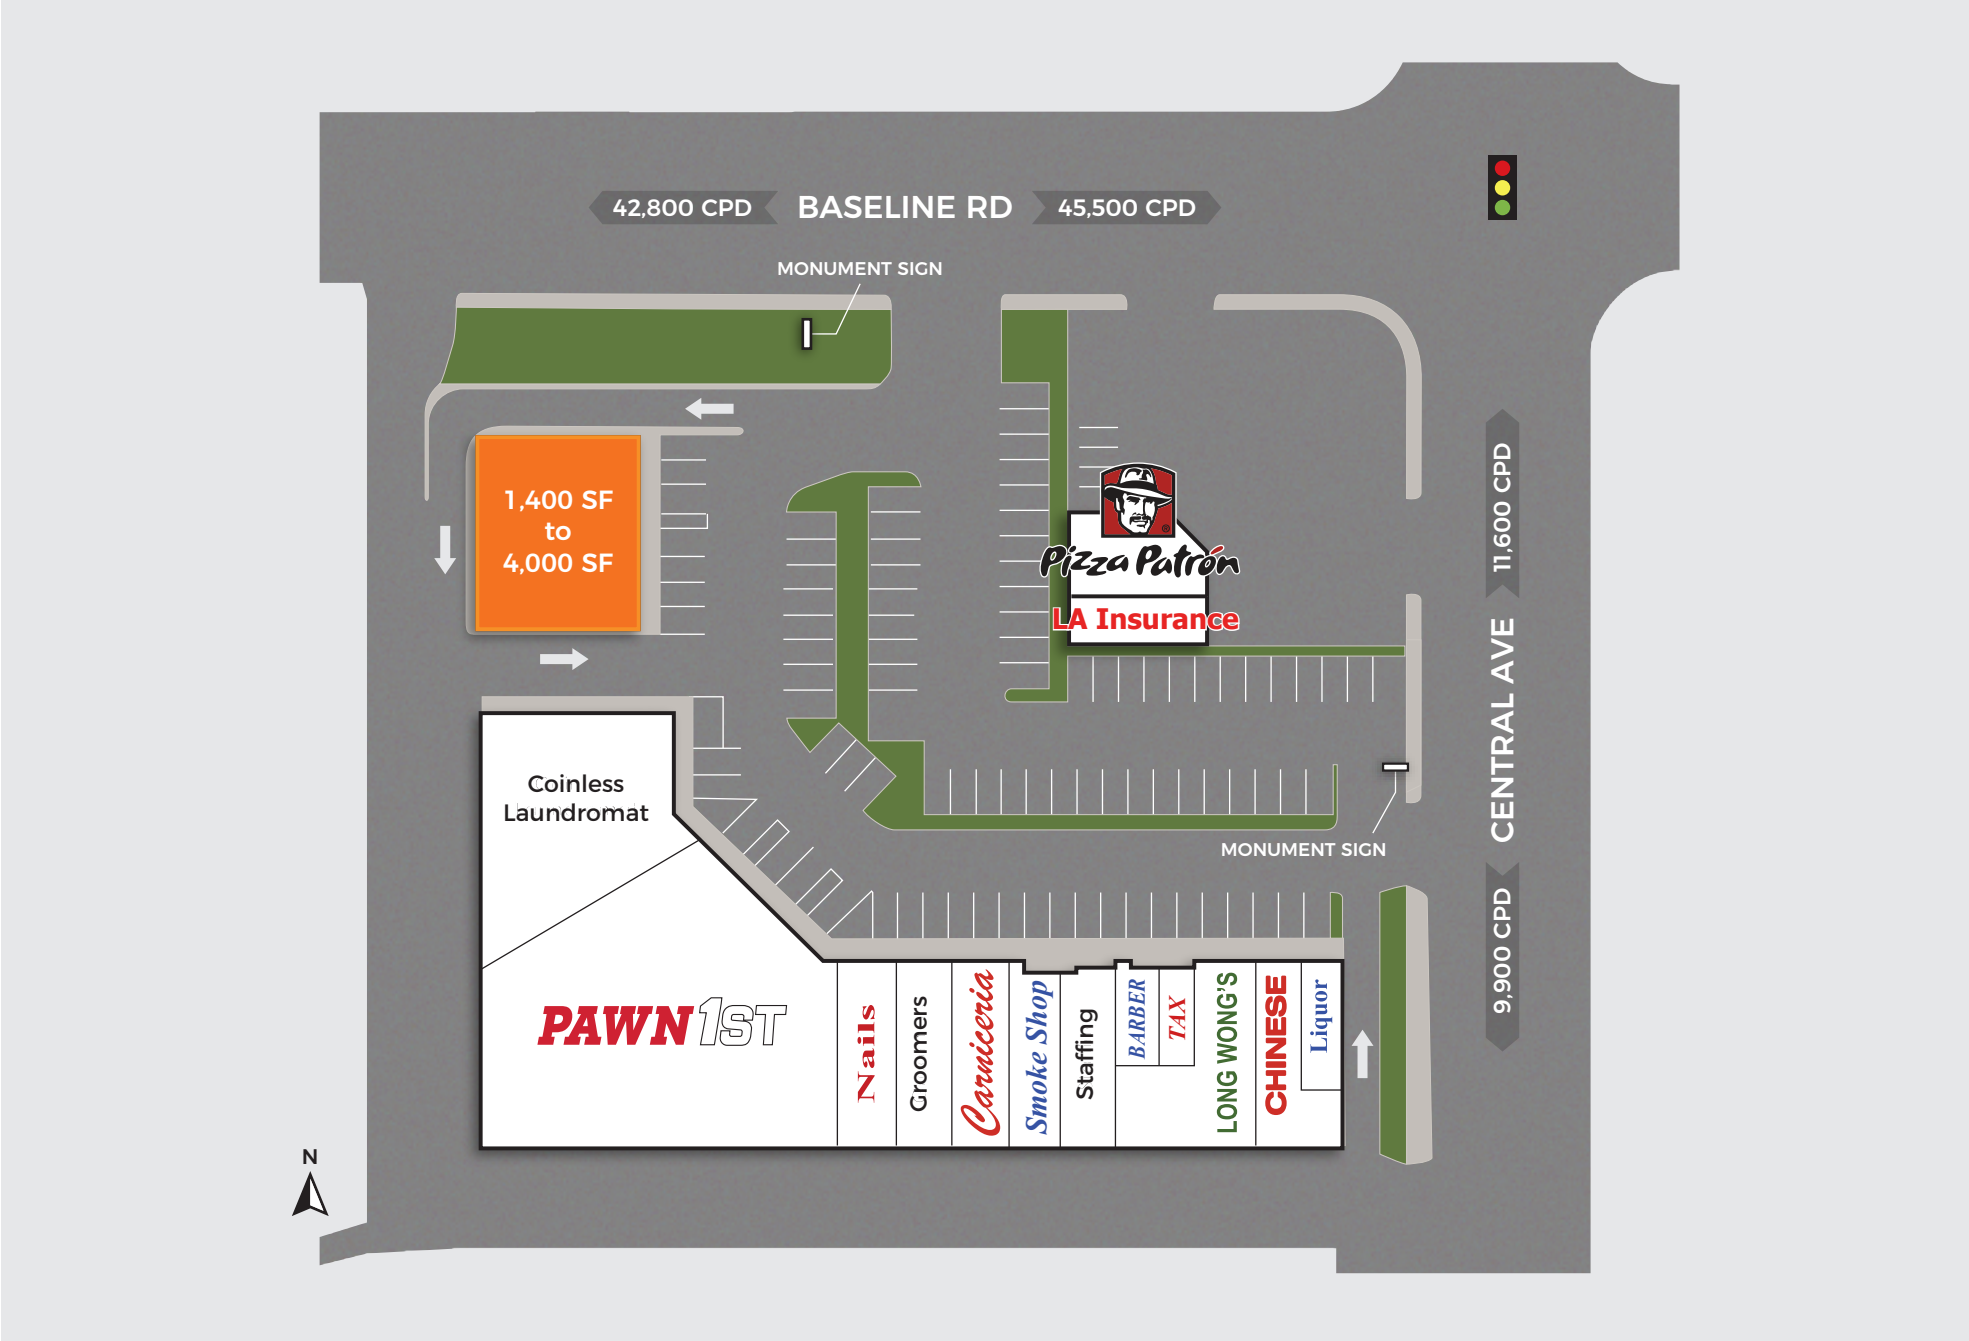 42,800 CPD
BASELINE RD
45,500 CPD
MONUMENT SIGN
1,400 SF
to
4,000 SF
Pizza Patrón
®
LA Insurance
11,600 CPD
CENTRAL AVE
9,900 CPD
MONUMENT SIGN
Coinless
Laundromat
PAWN 1ST
Nails
Groomers
Carniceria
Smoke Shop
Staffing
BARBER
TAX
LONG WONG'S
CHINESE
Liquor
N